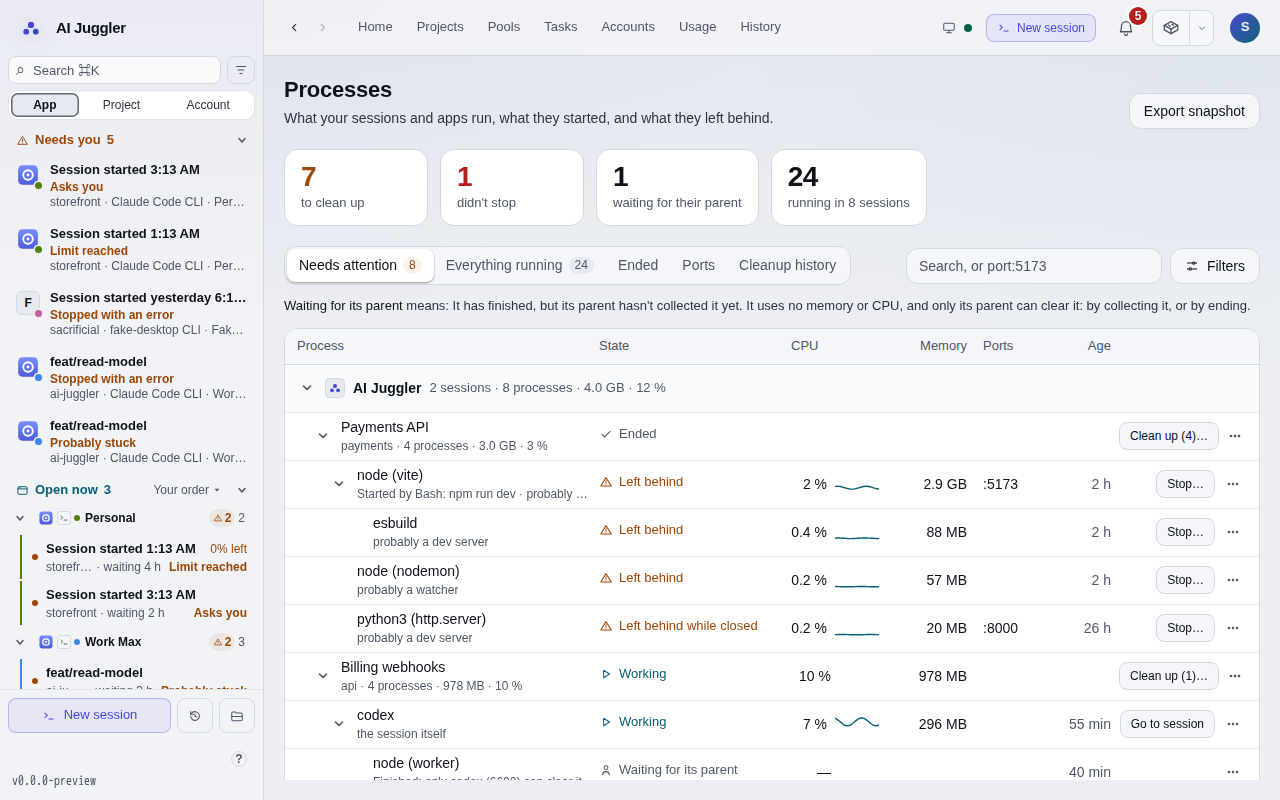 AI Juggler
Search ⌘K
App Project Account
Needs you 5
Session started 3:13 AM
Asks you
storefront · Claude Code CLI · Per…
Session started 1:13 AM
Limit reached
storefront · Claude Code CLI · Per…
F
Session started yesterday 6:1…
Stopped with an error
sacrificial · fake-desktop CLI · Fak…
feat/read-model
Stopped with an error
ai-juggler · Claude Code CLI · Wor…
feat/read-model
Probably stuck
ai-juggler · Claude Code CLI · Wor…
Open now 3 Your order
Personal 2 2
Session started 1:13 AM 0% left
storefr… · waiting 4 h Limit reached
Session started 3:13 AM
storefront · waiting 2 h Asks you
Work Max 2 3
feat/read-model
New session
?
v0.0.0-preview
Home Projects Pools Tasks Accounts Usage History
New session
5
S
Processes
What your sessions and apps run, what they started, and what they left behind.
Export snapshot
7
to clean up
1
didn't stop
1
waiting for their parent
24
running in 8 sessions
Needs attention 8 Everything running 24 Ended Ports Cleanup history
Search, or port:5173
Filters
Waiting for its parent means: It has finished, but its parent hasn't collected it yet. It uses no memory or CPU, and only its parent can clear it: by collecting it, or by ending.
Process State CPU Memory Ports Age
AI Juggler 2 sessions · 8 processes · 4.0 GB · 12 %
Payments API
payments · 4 processes · 3.0 GB · 3 %
Ended
Clean up (4)…
node (vite)
Started by Bash: npm run dev · probably …
Left behind 2 % 2.9 GB :5173 2 h Stop…
esbuild
probably a dev server
Left behind 0.4 % 88 MB 2 h Stop…
node (nodemon)
probably a watcher
Left behind 0.2 % 57 MB 2 h Stop…
python3 (http.server)
probably a dev server
Left behind while closed 0.2 % 20 MB :8000 26 h Stop…
Billing webhooks
api · 4 processes · 978 MB · 10 %
Working 10 % 978 MB Clean up (1)…
codex
the session itself
Working 7 % 296 MB 55 min Go to session
node (worker)
Waiting for its parent — 40 min